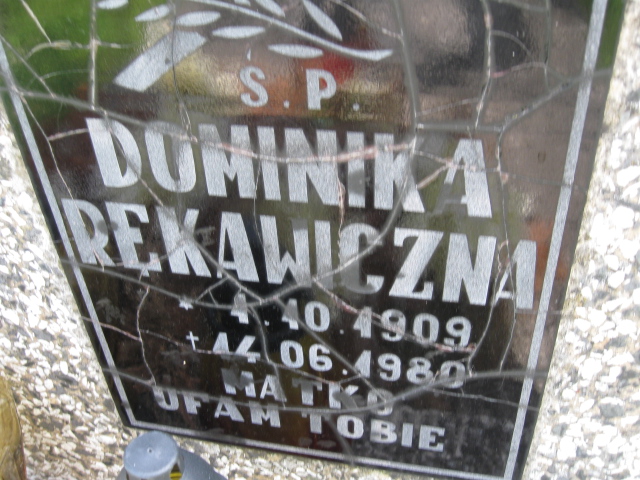 Ś.P.
DOMINIKA
RĘKAWICZNA
* 4.10.1909
✝ 14.06.1980
MATKO
UFAM TOBIE